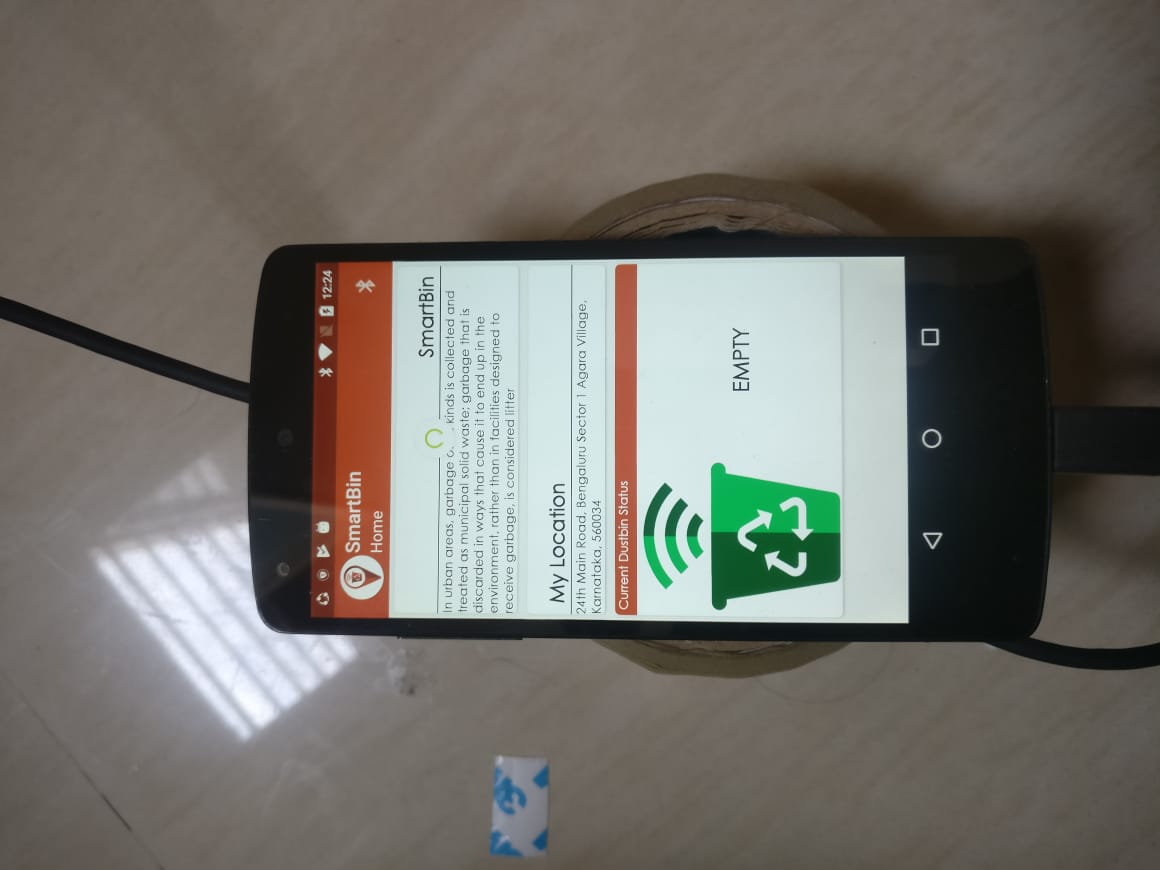 12:24
SmartBin
Home
SmartBin
In urban areas, garbage kinds is collected and
treated as municipal solid waste; garbage that is
discarded in ways that cause it to end up in the
environment, rather than in facilities designed to
receive garbage, is considered litter
My Location
24th Main Road, Bengaluru Sector 1 Agara Village,
Karnataka, 560034
Current Dustbin Status
EMPTY